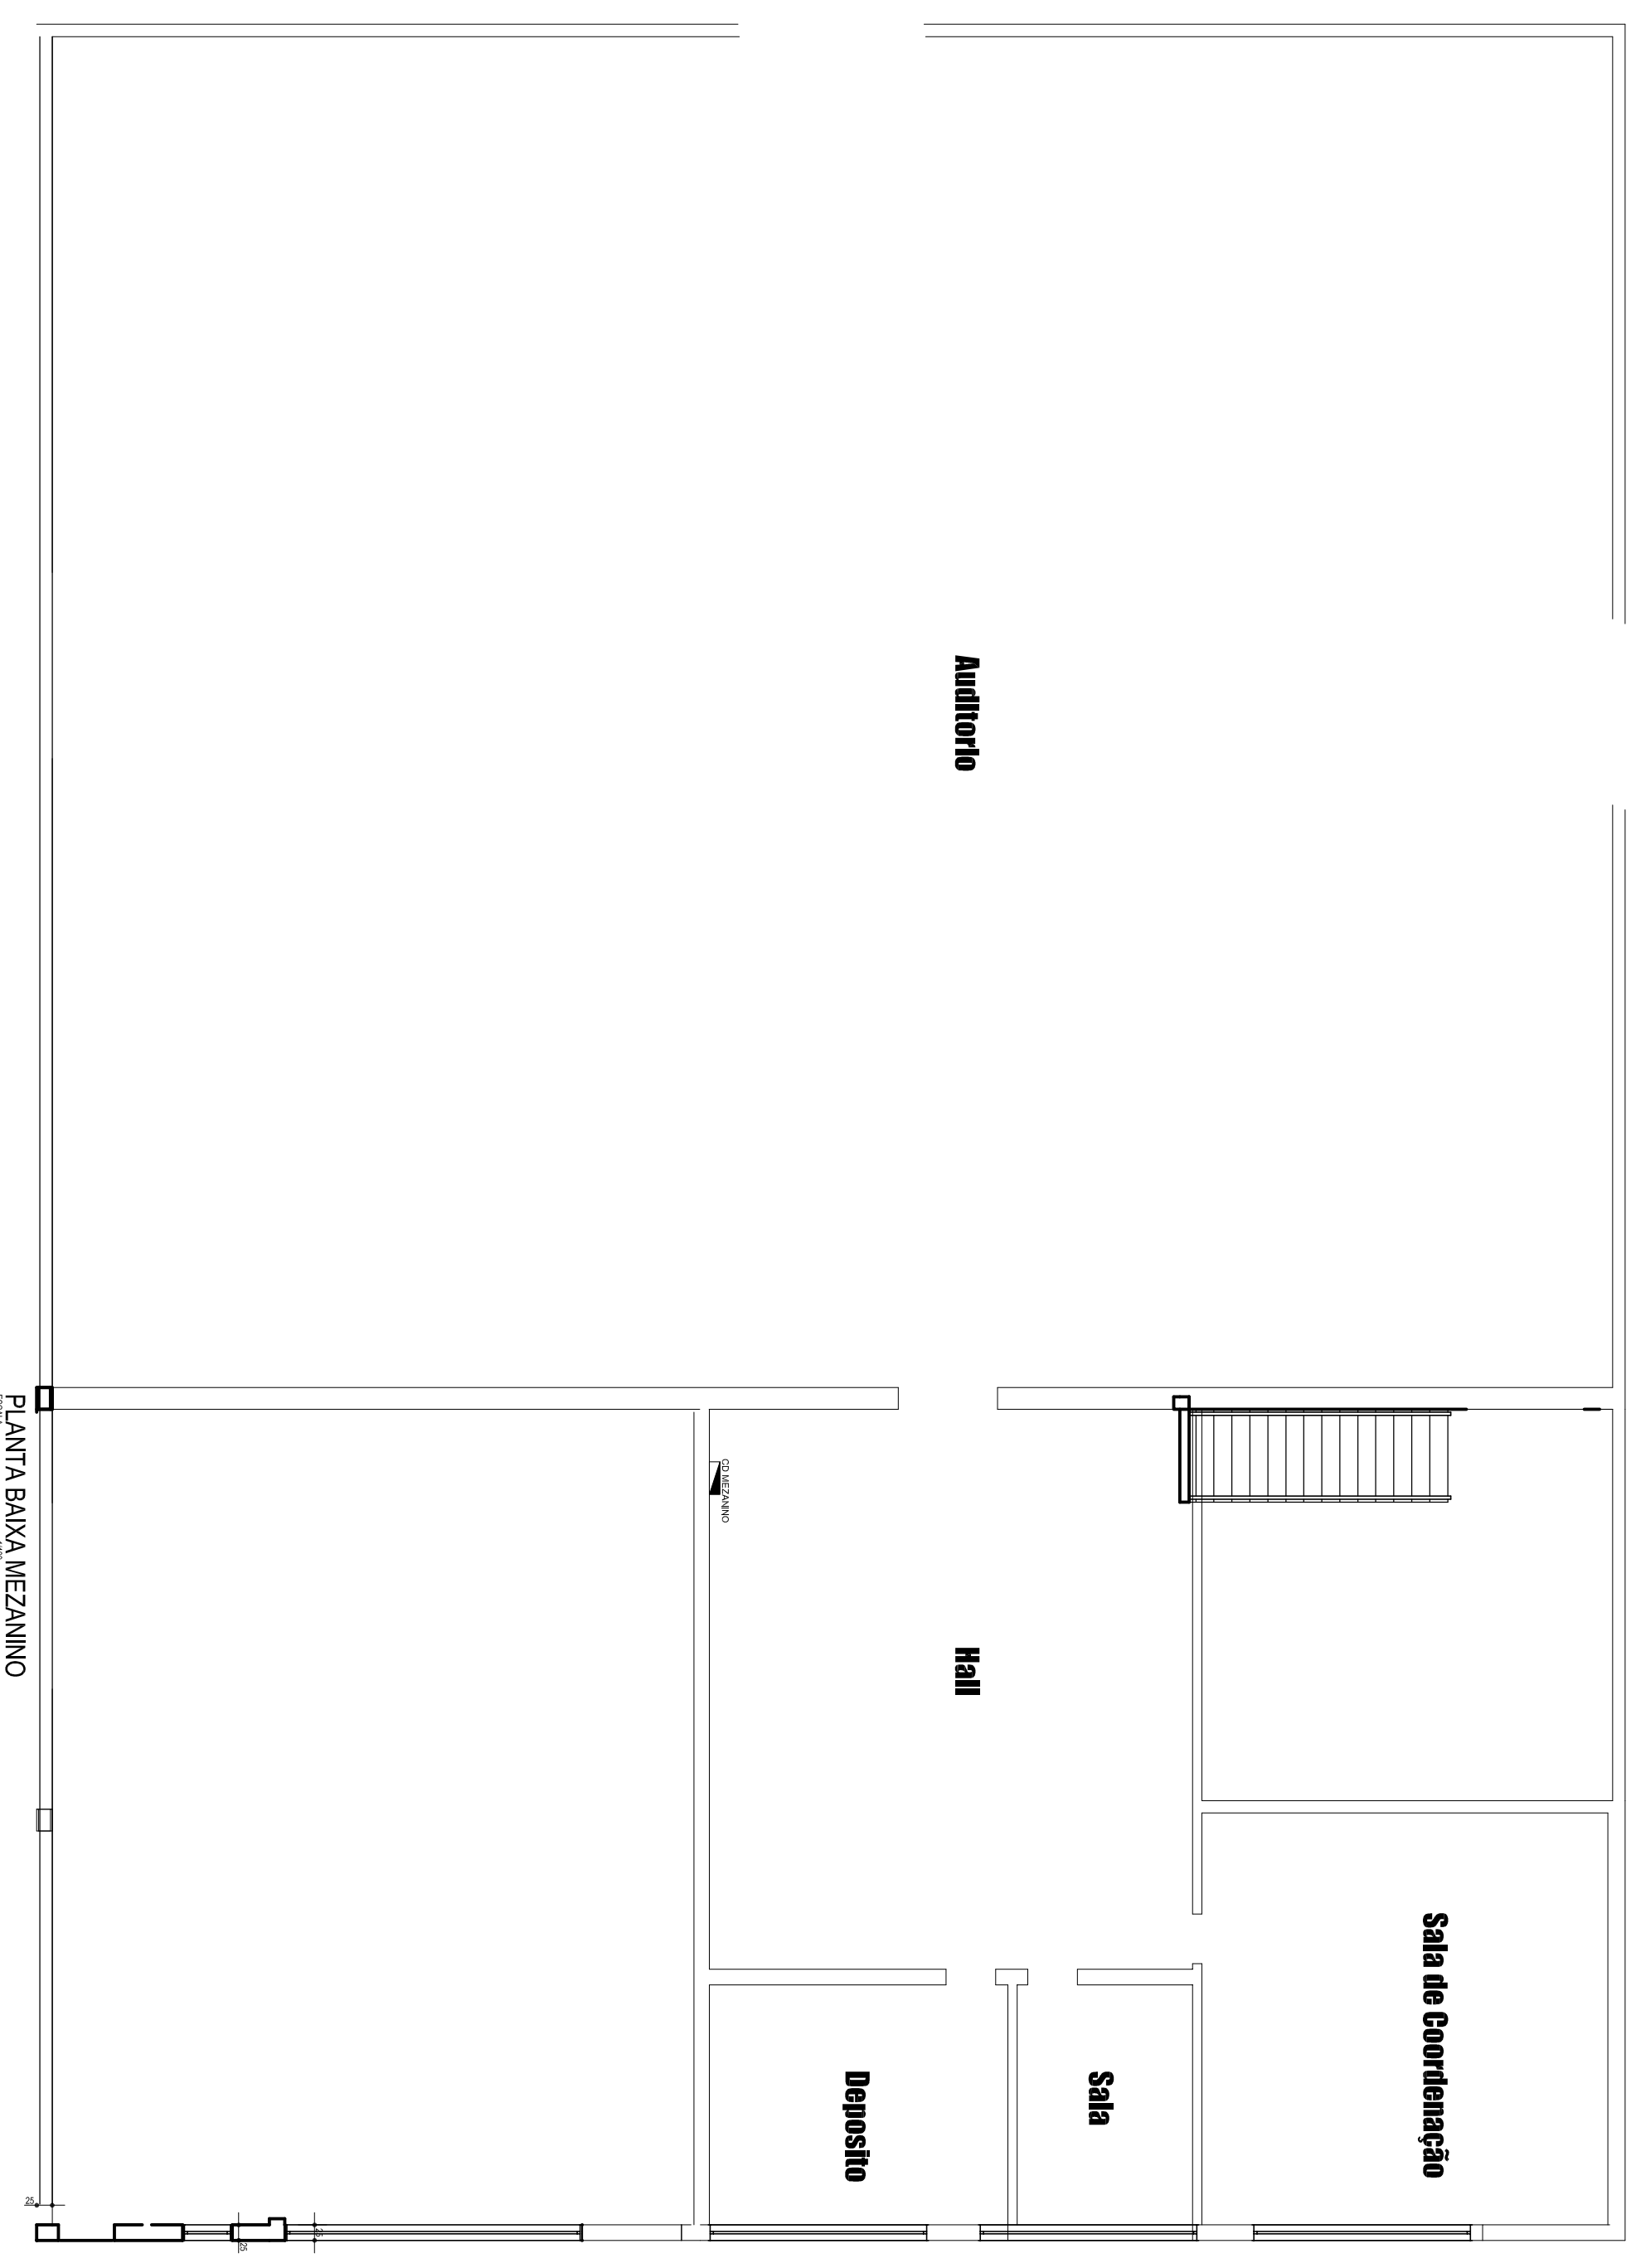 Auditorio
CD MEZANINO
Hall
Sala de Coordenação
Sala
Deposito
25
25
25
PLANTA BAIXA MEZANINO